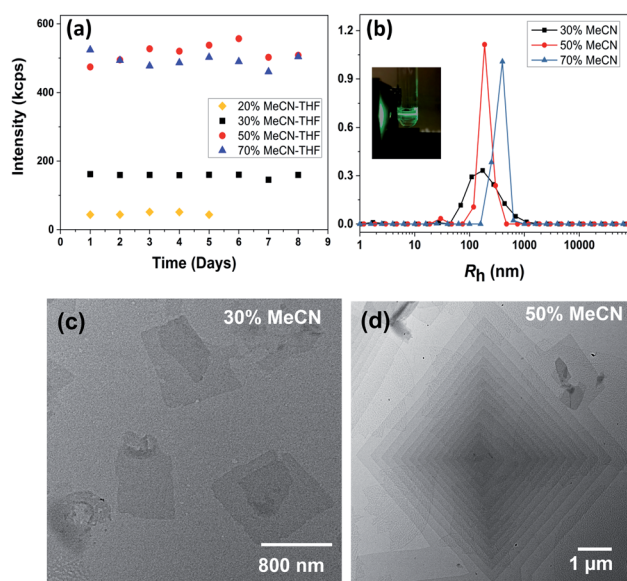 (a)
Intensity (kcps)
600
400
200
0
0 1 2 3 4 5 6 7 8 9
Time (Days)
20% MeCN-THF
30% MeCN-THF
50% MeCN-THF
70% MeCN-THF
(b)
1.2
0.9
0.6
0.3
0.0
1 10 100 1000 10000
Rh (nm)
30% MeCN
50% MeCN
70% MeCN
(c)
30% MeCN
800 nm
(d)
50% MeCN
1 µm